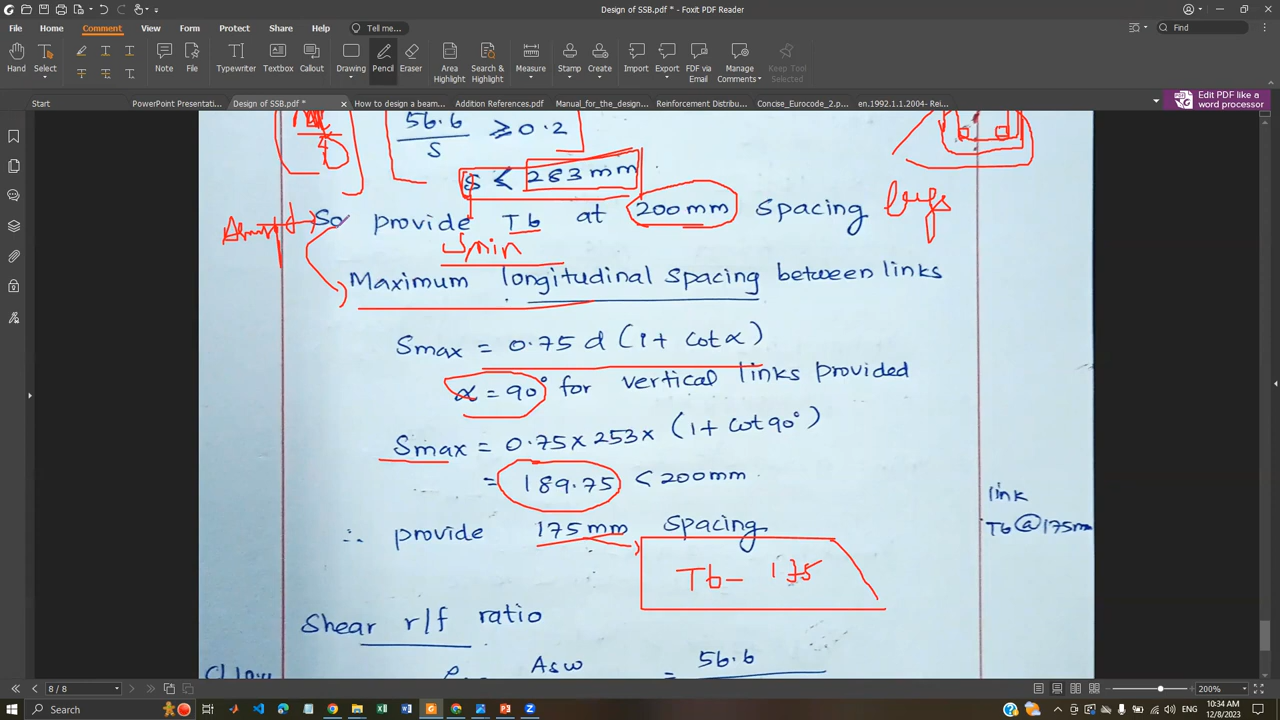 Design of SSB.pdf * - Foxit PDF Reader
File Home Comment View Form Protect Share Help Tell me... Find
Hand Select Note File Typewriter Textbox Callout Drawing Pencil Eraser Area Highlight Search & Highlight Measure Stamp Create Import Export FDF via Email Manage Comments Keep Tool Selected
Start PowerPoint Presentati... Design of SSB.pdf * How to design a beam... Addition References.pdf Manual_for_the_design... Reinforcement Distribu... Concise_Eurocode_2.p... en.1992.1.1.2004- Rei... Edit PDF like a word processor
56.6/S ≥ 0.2
S < 283mm
So provide T6 at 200mm spacing legs
Smin
Maximum longitudinal spacing between links
Smax = 0.75 d (1 + cotα)
α = 90° for vertical links provided
Smax = 0.75 x 253 x (1 + cot 90°)
= 189.75 < 200mm
∴ provide 175mm spacing
link
T6@175m
T6 - 175
Shear r/f ratio
Asw = 56.6
8 / 8 200%
Search ENG 10:34 AM
12/8/2023